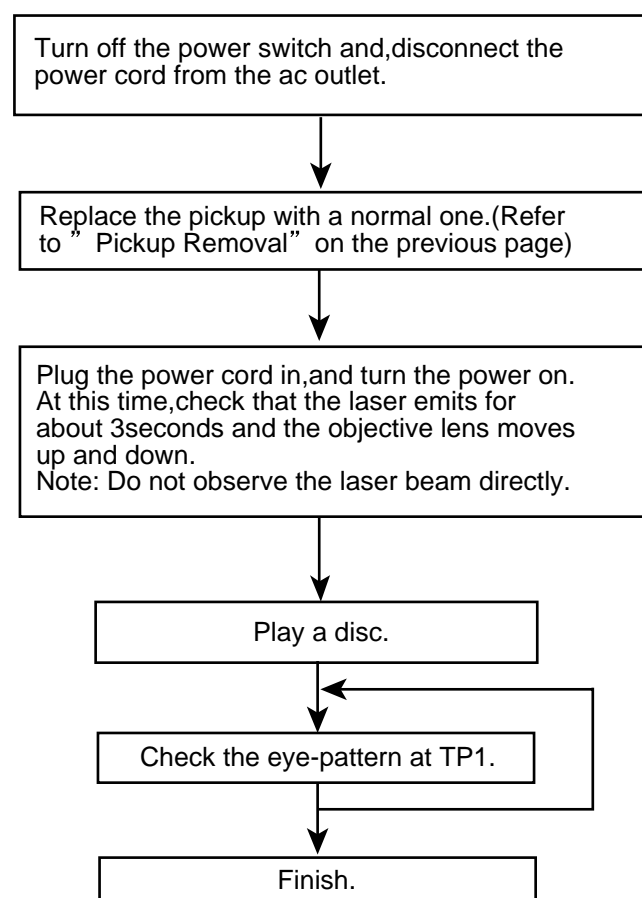 Turn off the power switch and,disconnect the
power cord from the ac outlet.
Replace the pickup with a normal one.(Refer
to ” Pickup Removal” on the previous page)
Plug the power cord in,and turn the power on.
At this time,check that the laser emits for
about 3seconds and the objective lens moves
up and down.
Note: Do not observe the laser beam directly.
Play a disc.
Check the eye-pattern at TP1.
Finish.